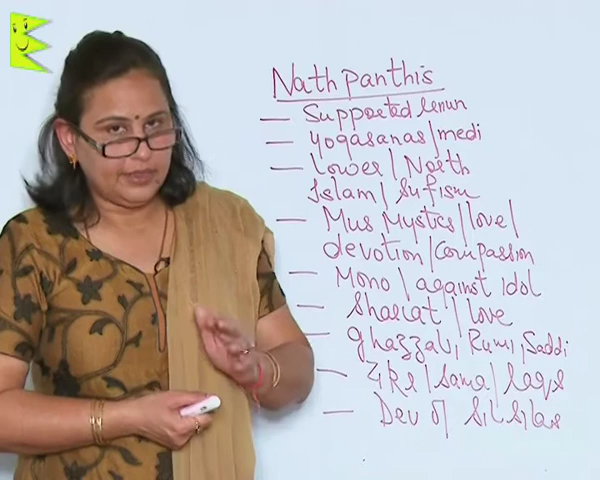 Nathpanthis
— Supported
— yogasanas/medi
— Lower/North
Islam/Sufism
— Mus Mystics/love/
devotion/compassion
— Mono/against idol
— Shariat/love
— Ghazzali, Rumi, Saddi
— Zikr/Sama/Raqs
— Dev of Silsilas